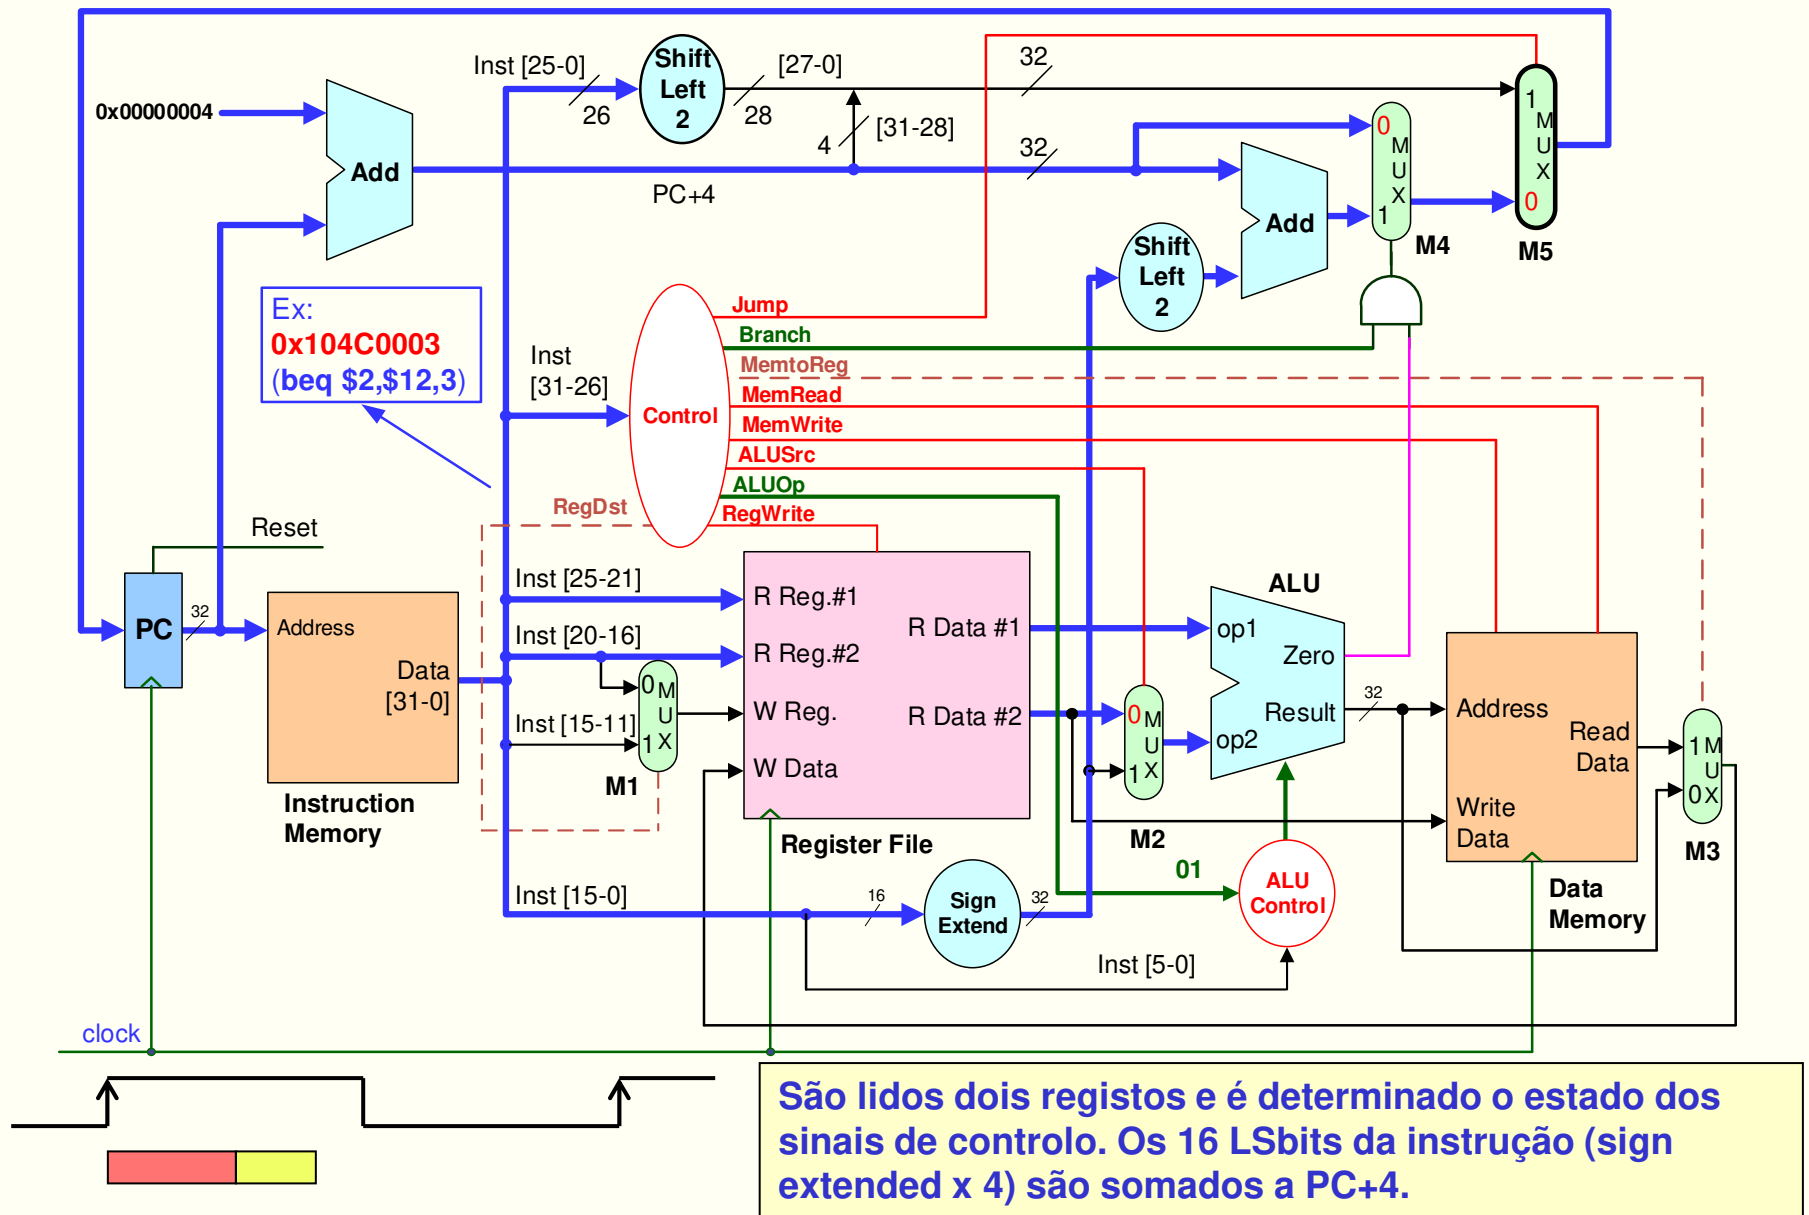 Inst [25-0]
26
Shift
Left
2
[27-0]
28
4
[31-28]
32
0x00000004
Add
PC+4
32
0
M
U
X
1
M4
1
M
U
X
0
M5
Add
Shift
Left
2
Ex:
0x104C0003
(beq $2,$12,3)
Inst
[31-26]
Control
Jump
Branch
MemtoReg
MemRead
MemWrite
ALUSrc
ALUOp
RegWrite
RegDst
Reset
PC
32
Address
Data
[31-0]
Instruction
Memory
Inst [25-21]
Inst [20-16]
Inst [15-11]
0
M
U
X
1
M1
R Reg.#1
R Reg.#2
W Reg.
W Data
R Data #1
R Data #2
Register File
0
M
U
X
1
M2
ALU
op1
op2
Zero
Result
32
Address
Read
Data
Write
Data
Data
Memory
1
M
U
X
0
M3
Inst [15-0]
16
Sign
Extend
32
01
ALU
Control
Inst [5-0]
clock
São lidos dois registos e é determinado o estado dos
sinais de controlo. Os 16 LSbits da instrução (sign
extended x 4) são somados a PC+4.